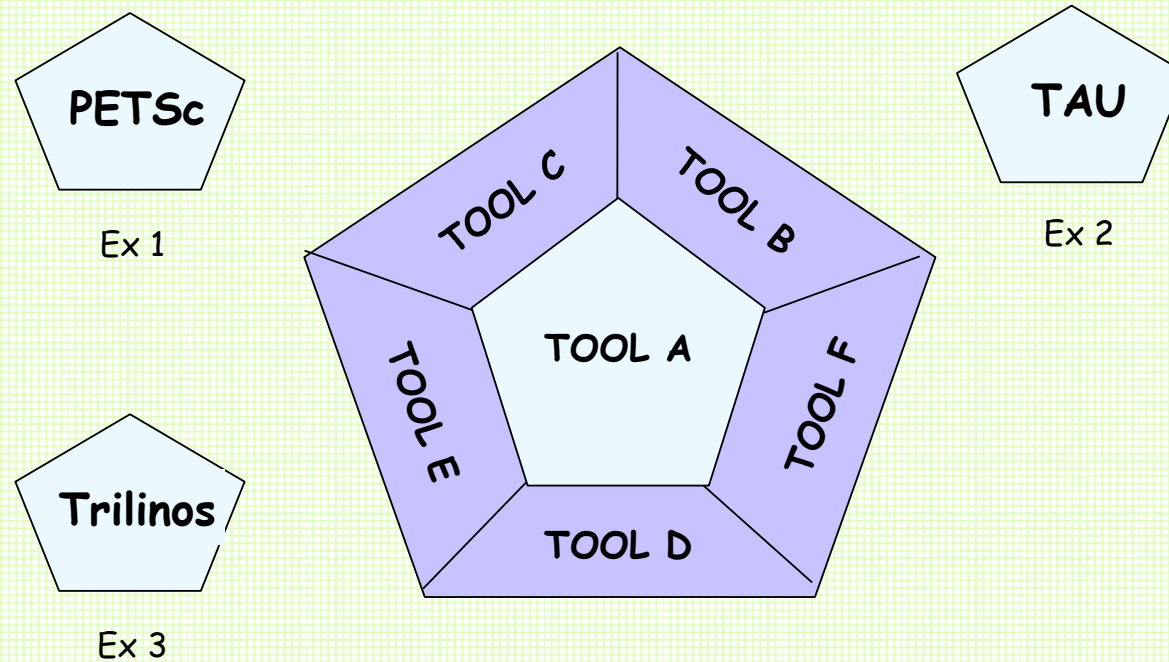 PETSc
Ex 1
TAU
Ex 2
TOOL C
TOOL B
TOOL A
TOOL E
TOOL F
TOOL D
Trilinos
Ex 3